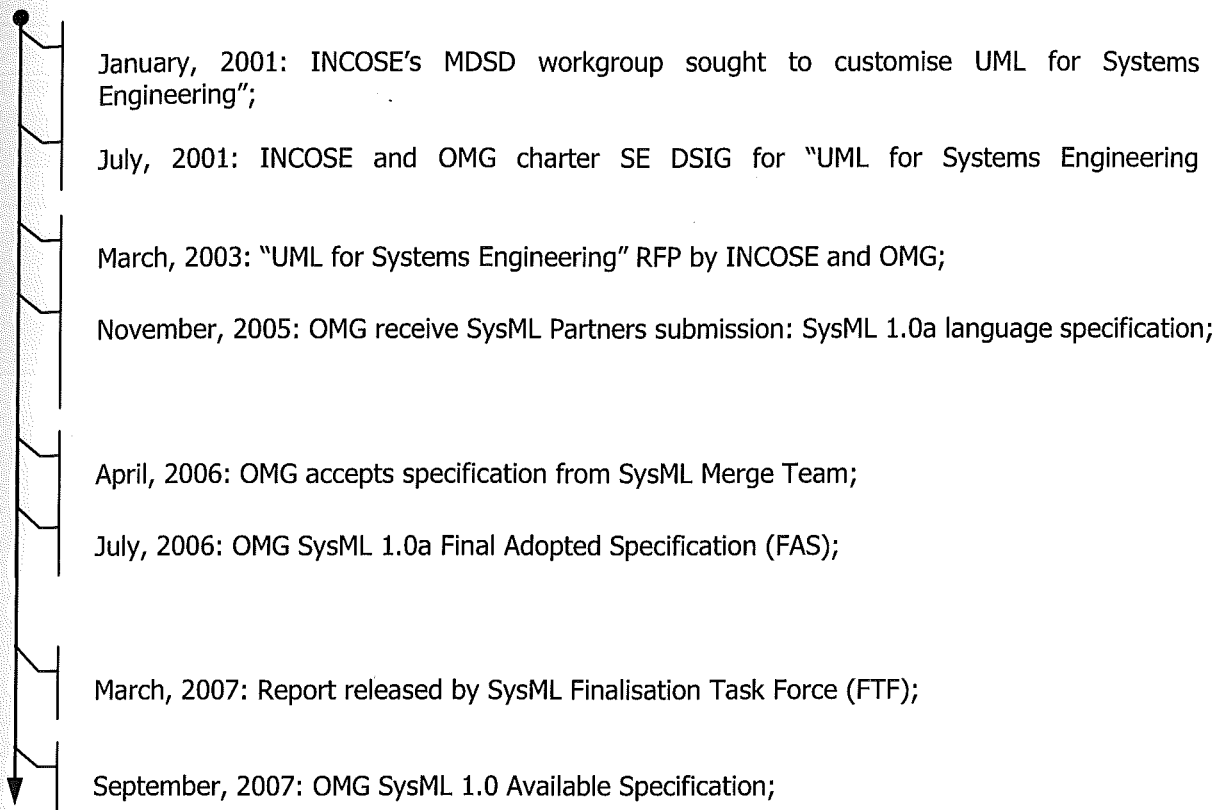 January, 2001: INCOSE's MDSD workgroup sought to customise UML for Systems
Engineering";
July, 2001: INCOSE and OMG charter SE DSIG for "UML for Systems Engineering
March, 2003: "UML for Systems Engineering" RFP by INCOSE and OMG;
November, 2005: OMG receive SysML Partners submission: SysML 1.0a language specification;
April, 2006: OMG accepts specification from SysML Merge Team;
July, 2006: OMG SysML 1.0a Final Adopted Specification (FAS);
March, 2007: Report released by SysML Finalisation Task Force (FTF);
September, 2007: OMG SysML 1.0 Available Specification;